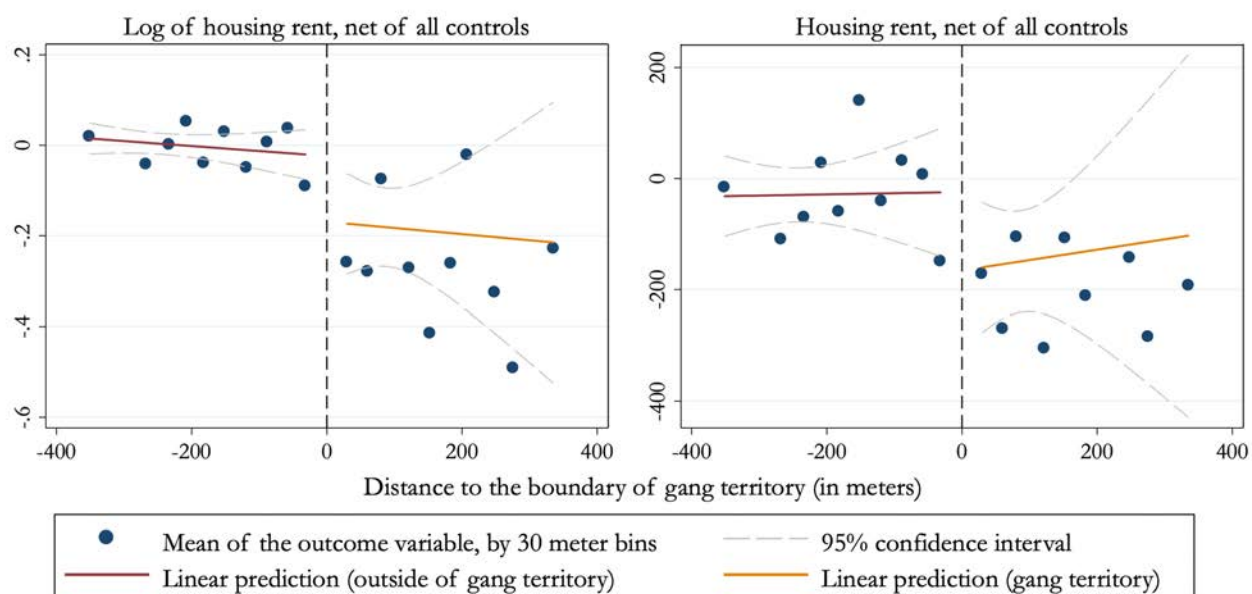 Log of housing rent, net of all controls
.2
0
-.2
-.4
-.6
-400
-200
0
200
400
Housing rent, net of all controls
200
0
-200
-400
-400
-200
0
200
400
Distance to the boundary of gang territory (in meters)
Mean of the outcome variable, by 30 meter bins
95% confidence interval
Linear prediction (outside of gang territory)
Linear prediction (gang territory)